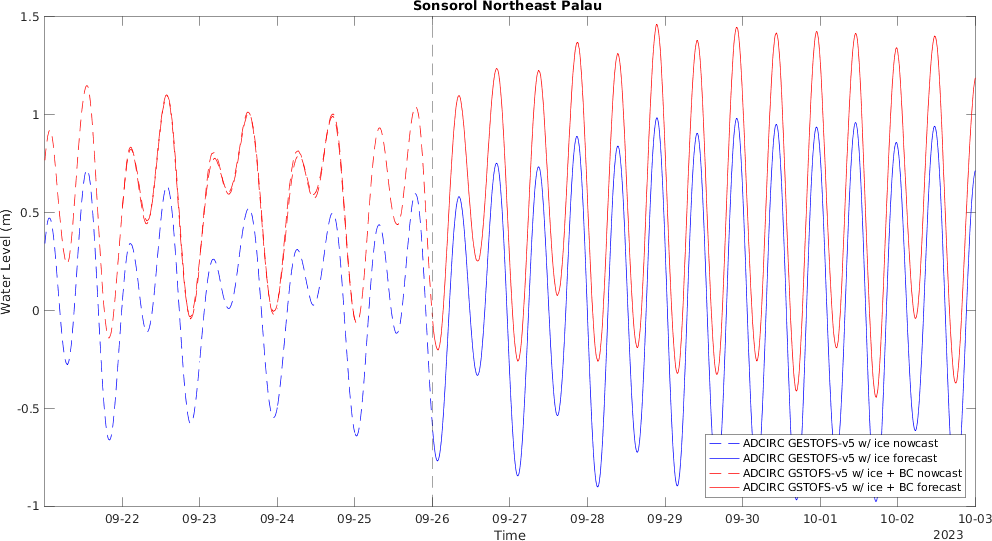 Sonsorol Northeast Palau
1.5
1
0.5
0
-0.5
-1
Water Level (m)
ADCIRC GESTOFS-v5 w/ ice nowcast
ADCIRC GESTOFS-v5 w/ ice forecast
ADCIRC GSTOFS-v5 w/ ice + BC nowcast
ADCIRC GSTOFS-v5 w/ ice + BC forecast
09-22 09-23 09-24 09-25 09-26 09-27 09-28 09-29 09-30 10-01 10-02 10-03
Time
2023